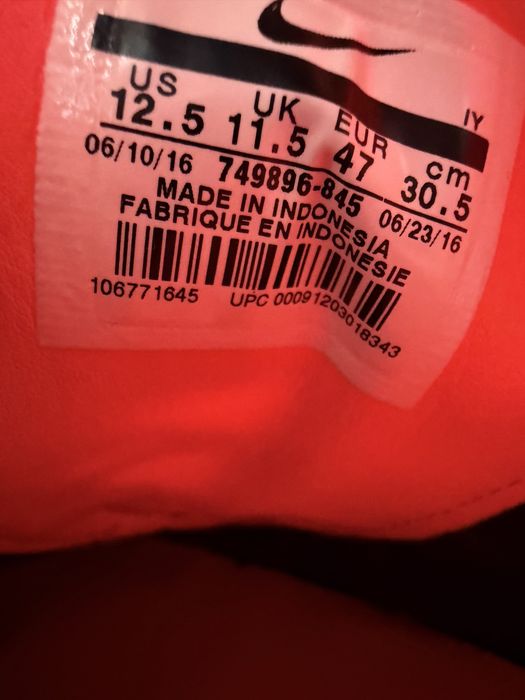 IY
US UK EUR cm
12.5 11.5 47 30.5
06/10/16 749896-845 06/23/16
MADE IN INDONESIA
FABRIQUE EN INDONESIE
106771645 UPC 00091203018343